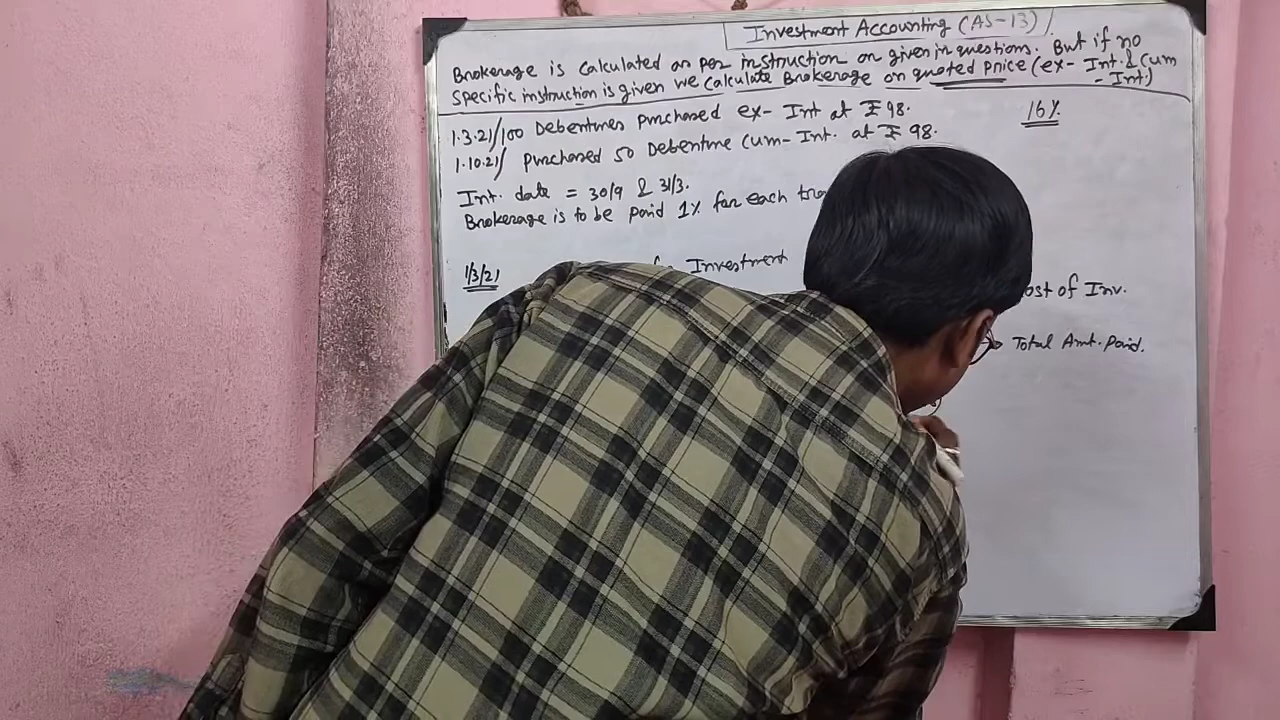 Investment Accounting (AS-13)
Brokerage is calculated as per instruction or given in questions. But if no
specific instruction is given we calculate Brokerage on quoted price (ex-Int. & cum
-Int)
1.3.21/ 100 Debentures purchased ex-Int at ₹ 98.
16%
1.10.21/ purchased 50 Debenture cum-Int. at ₹ 98.
Int. date = 30/9 & 31/3.
Brokerage is to be paid 1% for each
1/3/21
Investment
of Inv.
Total Amt. paid.